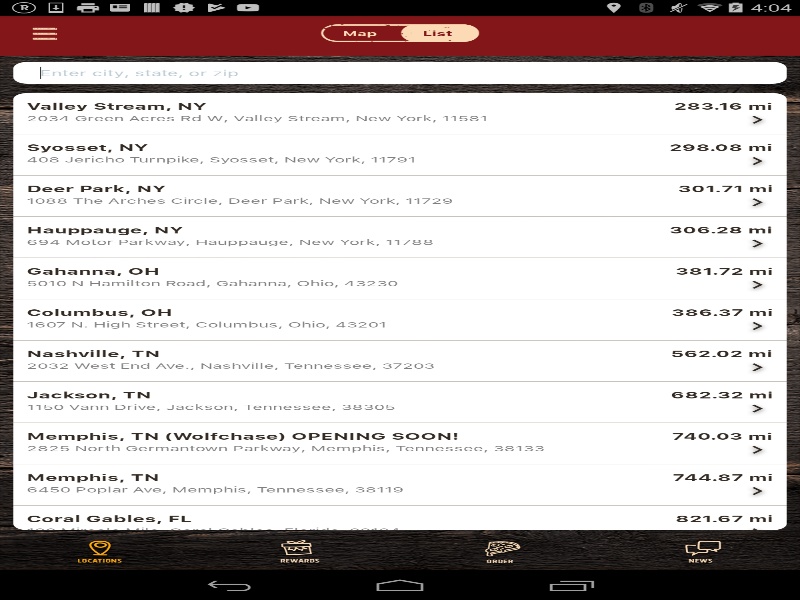 4:04
Map List
Enter city, state, or zip
Valley Stream, NY 283.16 mi
2034 Green Acres Rd W, Valley Stream, New York, 11581 >
Syosset, NY 298.08 mi
408 Jericho Turnpike, Syosset, New York, 11791 >
Deer Park, NY 301.71 mi
1088 The Arches Circle, Deer Park, New York, 11729 >
Hauppauge, NY 306.28 mi
694 Motor Parkway, Hauppauge, New York, 11788 >
Gahanna, OH 381.72 mi
5010 N Hamilton Road, Gahanna, Ohio, 43230 >
Columbus, OH 386.37 mi
1607 N. High Street, Columbus, Ohio, 43201 >
Nashville, TN 562.02 mi
2032 West End Ave., Nashville, Tennessee, 37203 >
Jackson, TN 682.32 mi
1150 Vann Drive, Jackson, Tennessee, 38305 >
Memphis, TN (Wolfchase) OPENING SOON! 740.03 mi
2825 North Germantown Parkway, Memphis, Tennessee, 38133 >
Memphis, TN 744.87 mi
6450 Poplar Ave, Memphis, Tennessee, 38119 >
Coral Gables, FL 821.67 mi
LOCATIONS REWARDS ORDER NEWS